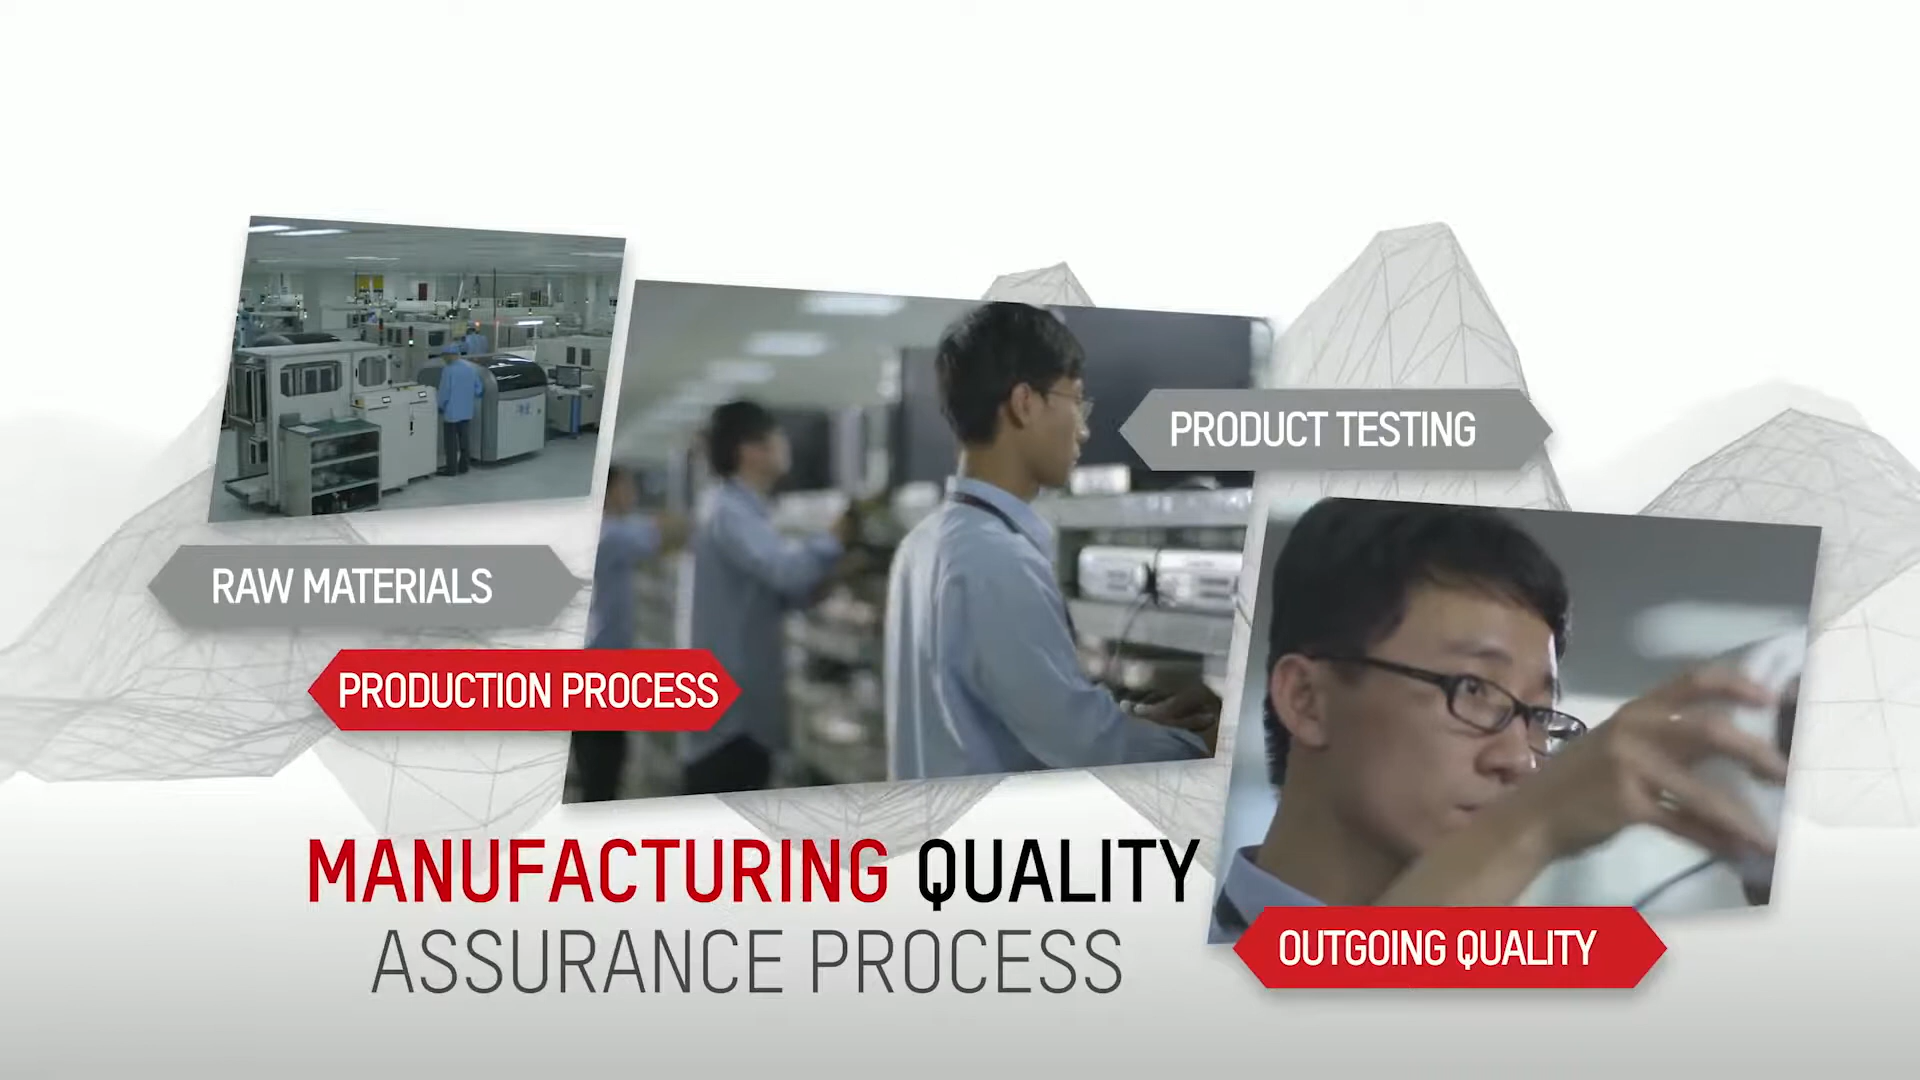 PRODUCT TESTING
RAW MATERIALS
PRODUCTION PROCESS
MANUFACTURING QUALITY
ASSURANCE PROCESS
OUTGOING QUALITY